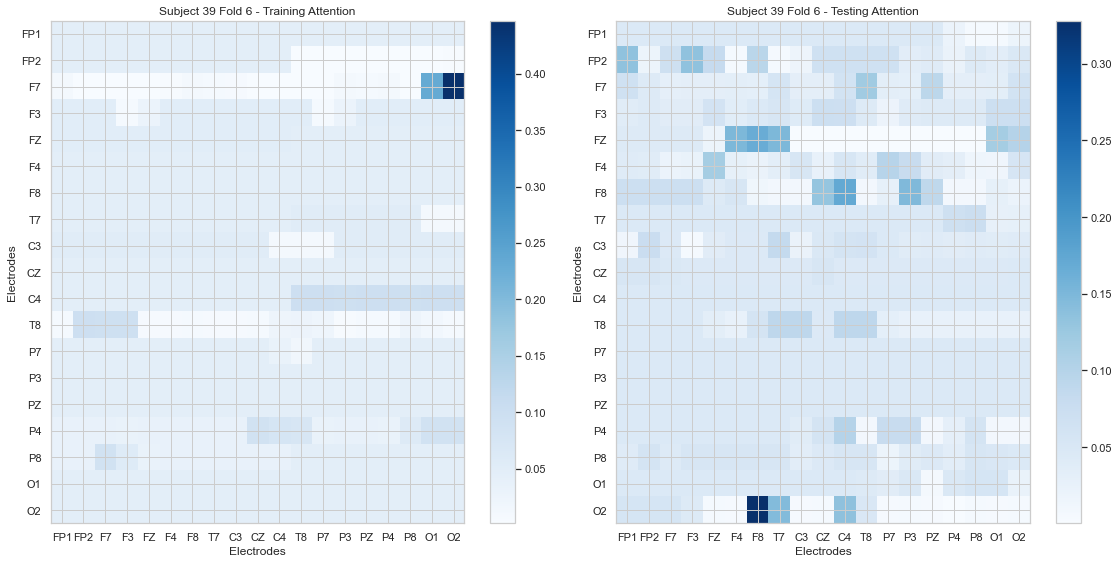 Subject 39 Fold 6 - Training Attention
FP1
FP2
F7
F3
FZ
F4
F8
T7
C3
CZ
C4
T8
P7
P3
PZ
P4
P8
O1
O2
Electrodes
FP1 FP2 F7 F3 FZ F4 F8 T7 C3 CZ C4 T8 P7 P3 PZ P4 P8 O1 O2
Electrodes
0.40
0.35
0.30
0.25
0.20
0.15
0.10
0.05
Subject 39 Fold 6 - Testing Attention
FP1
FP2
F7
F3
FZ
F4
F8
T7
C3
CZ
C4
T8
P7
P3
PZ
P4
P8
O1
O2
Electrodes
FP1 FP2 F7 F3 FZ F4 F8 T7 C3 CZ C4 T8 P7 P3 PZ P4 P8 O1 O2
Electrodes
0.30
0.25
0.20
0.15
0.10
0.05